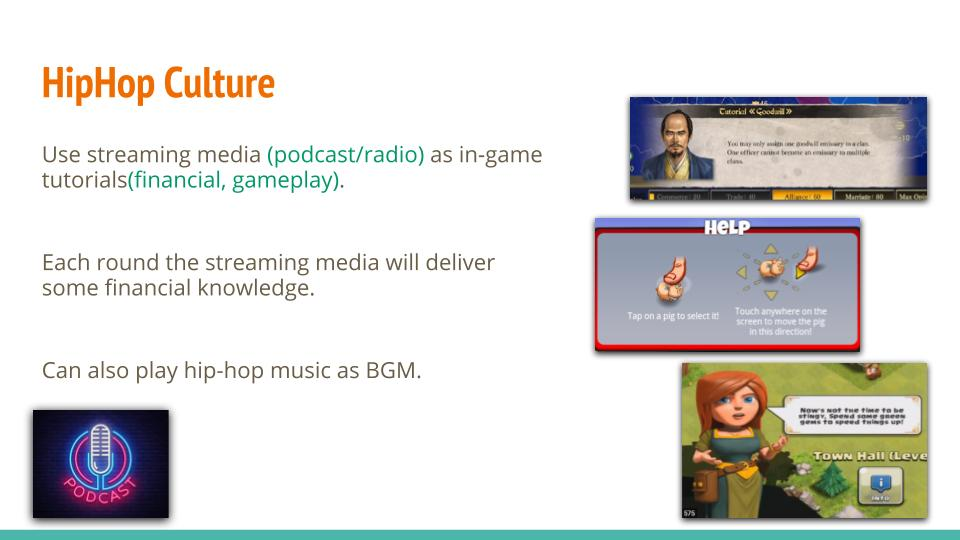 HipHop Culture
Use streaming media (podcast/radio) as in-game
tutorials(financial, gameplay).
Each round the streaming media will deliver
some financial knowledge.
Can also play hip-hop music as BGM.
PODCAST
Tutorial «Goodwill»
You may only assign one goodwill emissary to a clan.
One officer cannot become an emissary to multiple
clans.
-10
Commerce: 80 Trade: 40 Alliance: 60 Marriage: 80
HELP
Tap on a pig to select it!
Touch anywhere on the
screen to move the pig
in this direction!
Now's not the time to be
stingy, Spend some green
gems to speed things up!
Town Hall (Leve
Info
575